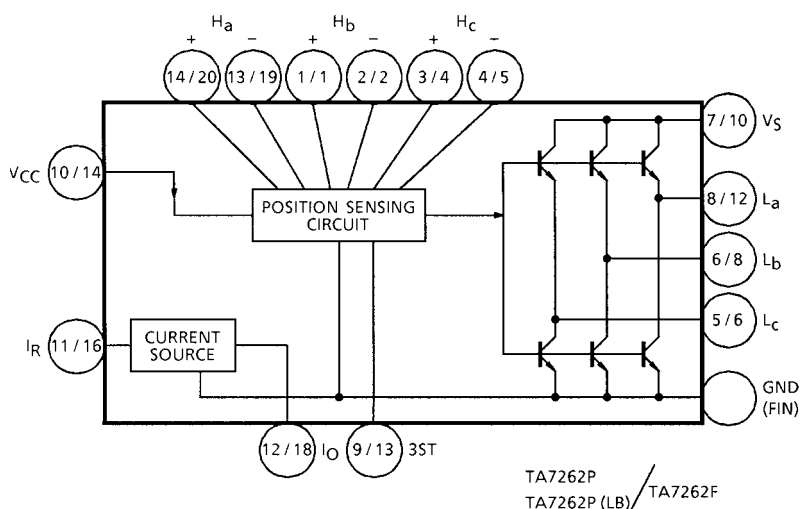 Ha Hb Hc
+ − + − + −
14/20 13/19 1/1 2/2 3/4 4/5
7/10 VS
VCC 10/14
8/12 La
POSITION SENSING
CIRCUIT
6/8 Lb
5/6 Lc
IR 11/16
CURRENT
SOURCE
GND
(FIN)
12/18 IO 9/13 3ST
TA7262P
TA7262P (LB) / TA7262F